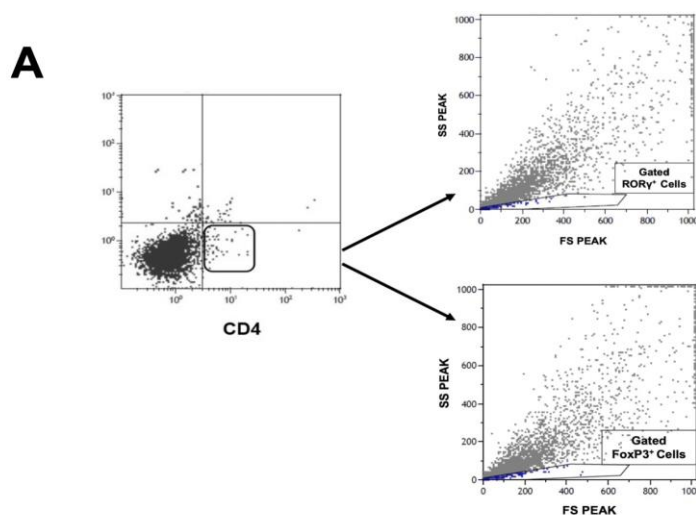 A
10³
10²
10¹
10⁰
10⁰ 10¹ 10² 10³
CD4
SS PEAK
1000
800
600
400
200
0
0 200 400 600 800 1000
FS PEAK
Gated
RORγ⁺ Cells
SS PEAK
1000
800
600
400
200
0
0 200 400 600 800 1000
FS PEAK
Gated
FoxP3⁺ Cells